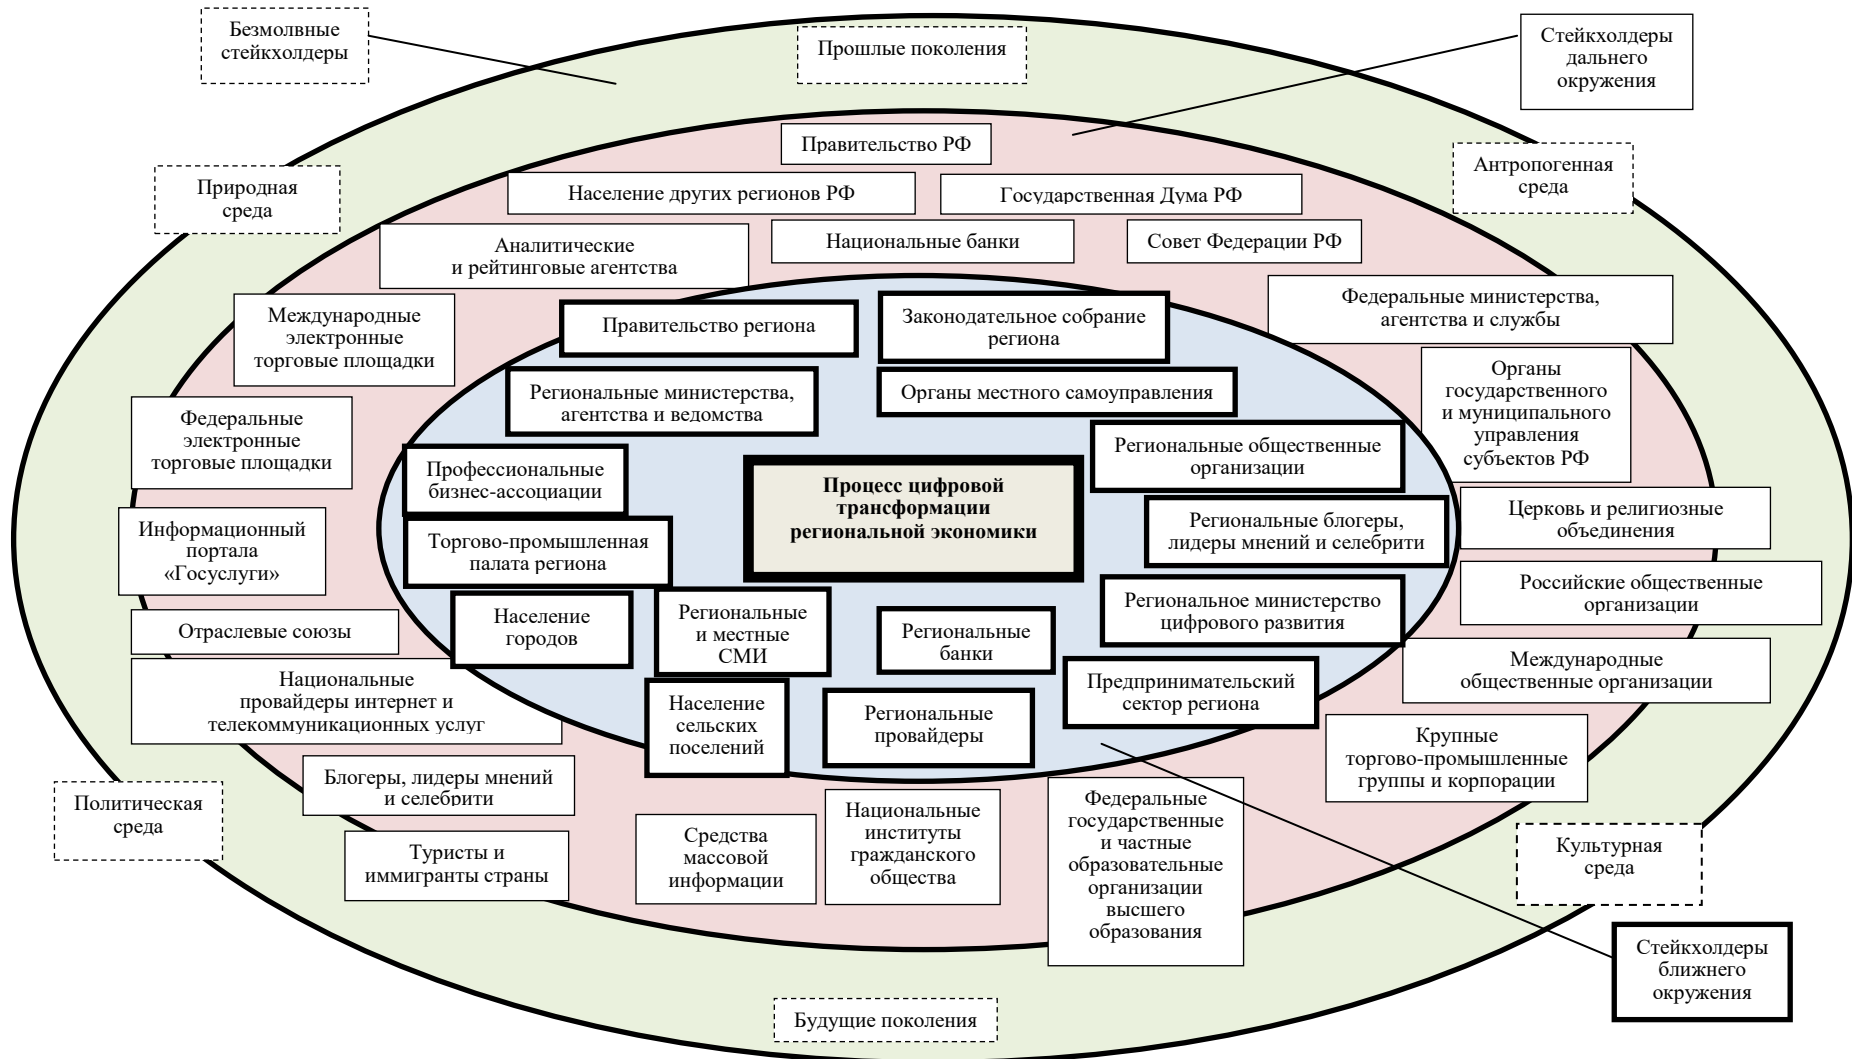 Безмолвные
стейкхолдеры
Прошлые поколения
Стейкхолдеры
дальнего
окружения
Правительство РФ
Антропогенная
среда
Природная
среда
Население других регионов РФ
Государственная Дума РФ
Аналитические
и рейтинговые агентства
Национальные банки
Совет Федерации РФ
Международные
электронные
торговые площадки
Правительство региона
Законодательное собрание
региона
Федеральные министерства,
агентства и службы
Региональные министерства,
агентства и ведомства
Органы местного самоуправления
Органы
государственного
и муниципального
управления
субъектов РФ
Федеральные
электронные
торговые площадки
Профессиональные
бизнес-ассоциации
Процесс цифровой
трансформации
региональной экономики
Региональные общественные
организации
Информационный
портала
«Госуслуги»
Торгово-промышленная
палата региона
Региональные блогеры,
лидеры мнений и селебрити
Церковь и религиозные
объединения
Российские общественные
организации
Отраслевые союзы
Население
городов
Региональные
и местные
СМИ
Региональные
банки
Региональное министерство
цифрового развития
Международные
общественные организации
Национальные
провайдеры интернет и
телекоммуникационных услуг
Население
сельских
поселений
Региональные
провайдеры
Предпринимательский
сектор региона
Крупные
торгово-промышленные
группы и корпорации
Политическая
среда
Блогеры, лидеры мнений
и селебрити
Туристы и
иммигранты страны
Средства
массовой
информации
Национальные
институты
гражданского
общества
Федеральные
государственные
и частные
образовательные
организации
высшего
образования
Культурная
среда
Стейкхолдеры
ближнего
окружения
Будущие поколения